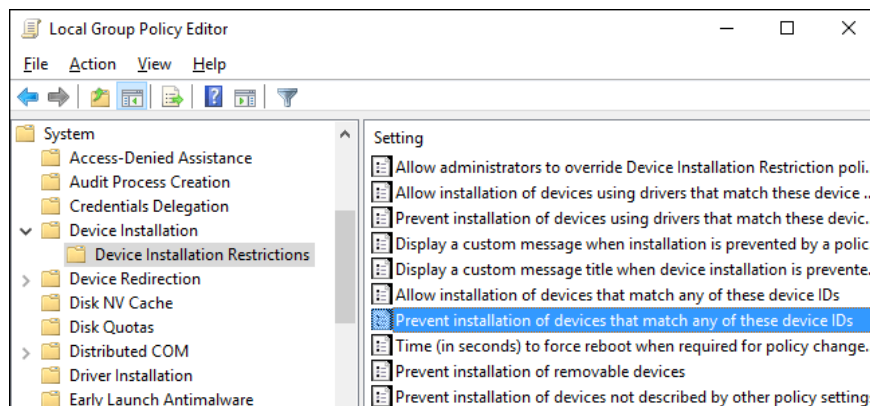 Local Group Policy Editor
File Action View Help
System
Access-Denied Assistance
Audit Process Creation
Credentials Delegation
Device Installation
Device Installation Restrictions
Device Redirection
Disk NV Cache
Disk Quotas
Distributed COM
Driver Installation
Early Launch Antimalware
Setting
Allow administrators to override Device Installation Restriction poli...
Allow installation of devices using drivers that match these device ...
Prevent installation of devices using drivers that match these devic...
Display a custom message when installation is prevented by a polic
Display a custom message title when device installation is prevente...
Allow installation of devices that match any of these device IDs
Prevent installation of devices that match any of these device IDs
Time (in seconds) to force reboot when required for policy change...
Prevent installation of removable devices
Prevent installation of devices not described by other policy setting